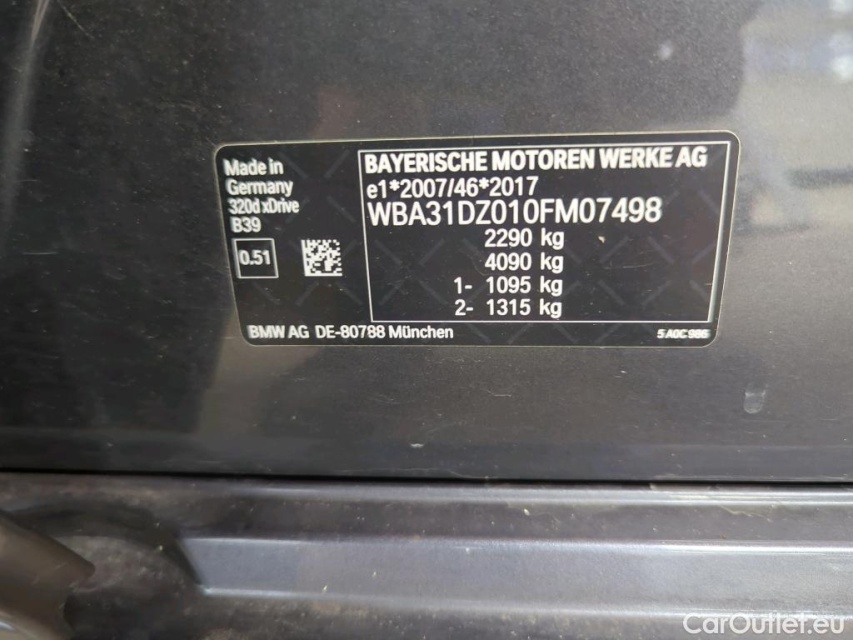 Made in
Germany
320d xDrive
B39
0.51
BAYERISCHE MOTOREN WERKE AG
e1*2007/46*2017
WBA31DZ010FM07498
2290 kg
4090 kg
1- 1095 kg
2- 1315 kg
BMW AG DE-80788 München
5 A0C 986
CarOutlet.eu